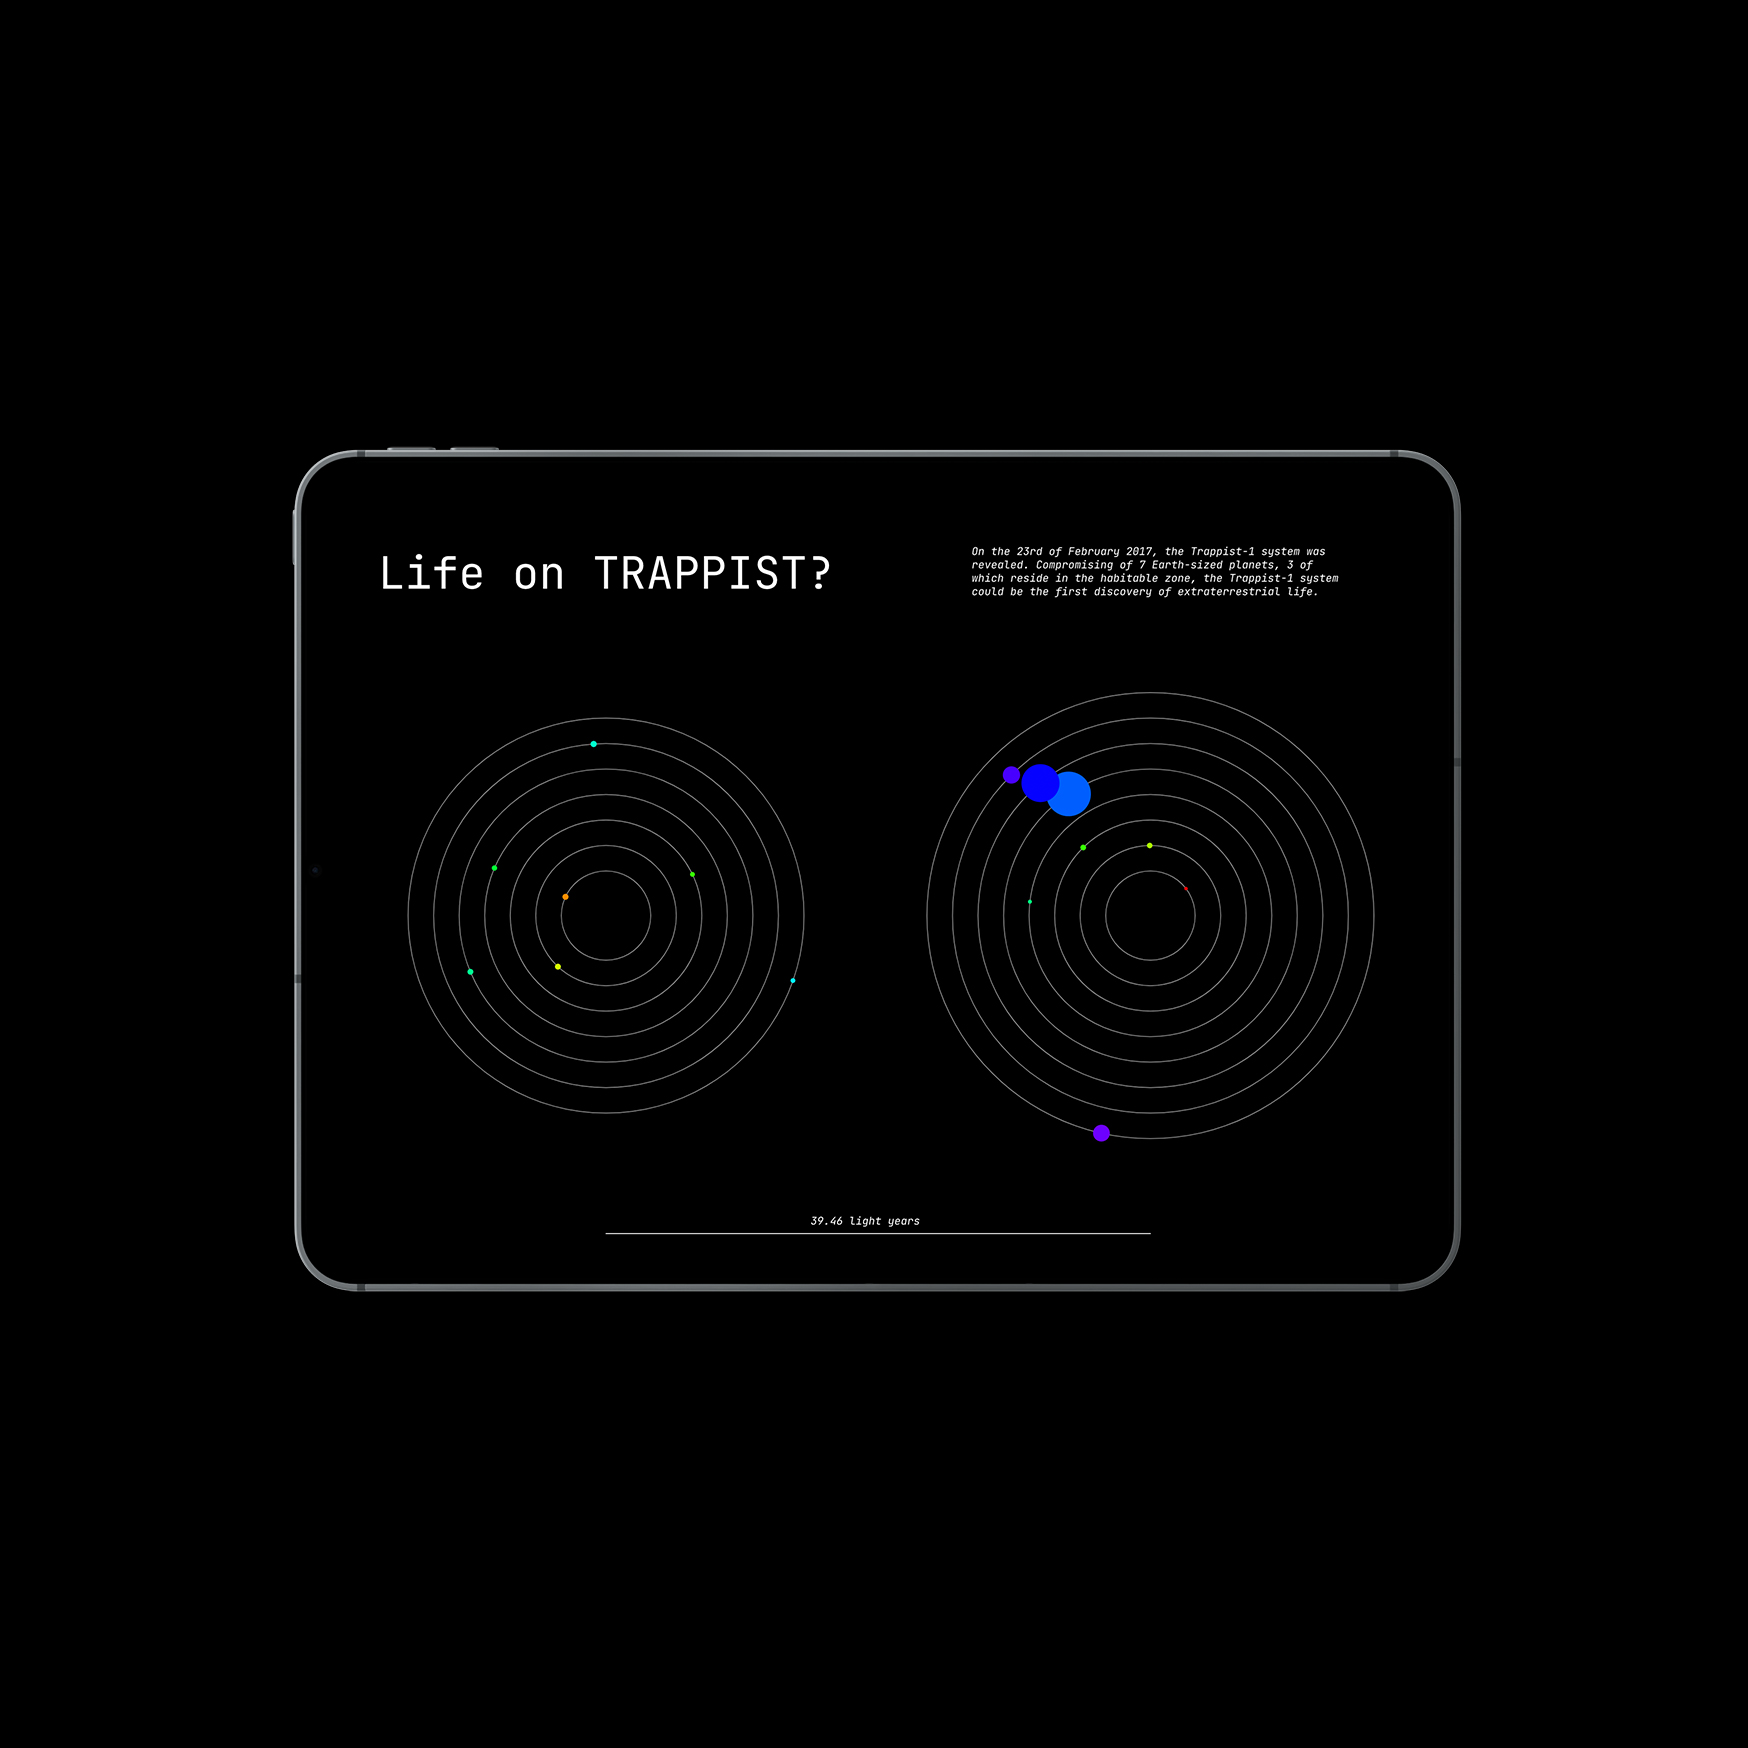 Life on TRAPPIST?
On the 23rd of February 2017, the Trappist-1 system was
revealed. Compromising of 7 Earth-sized planets, 3 of
which reside in the habitable zone, the Trappist-1 system
could be the first discovery of extraterrestrial life.
39.46 light years